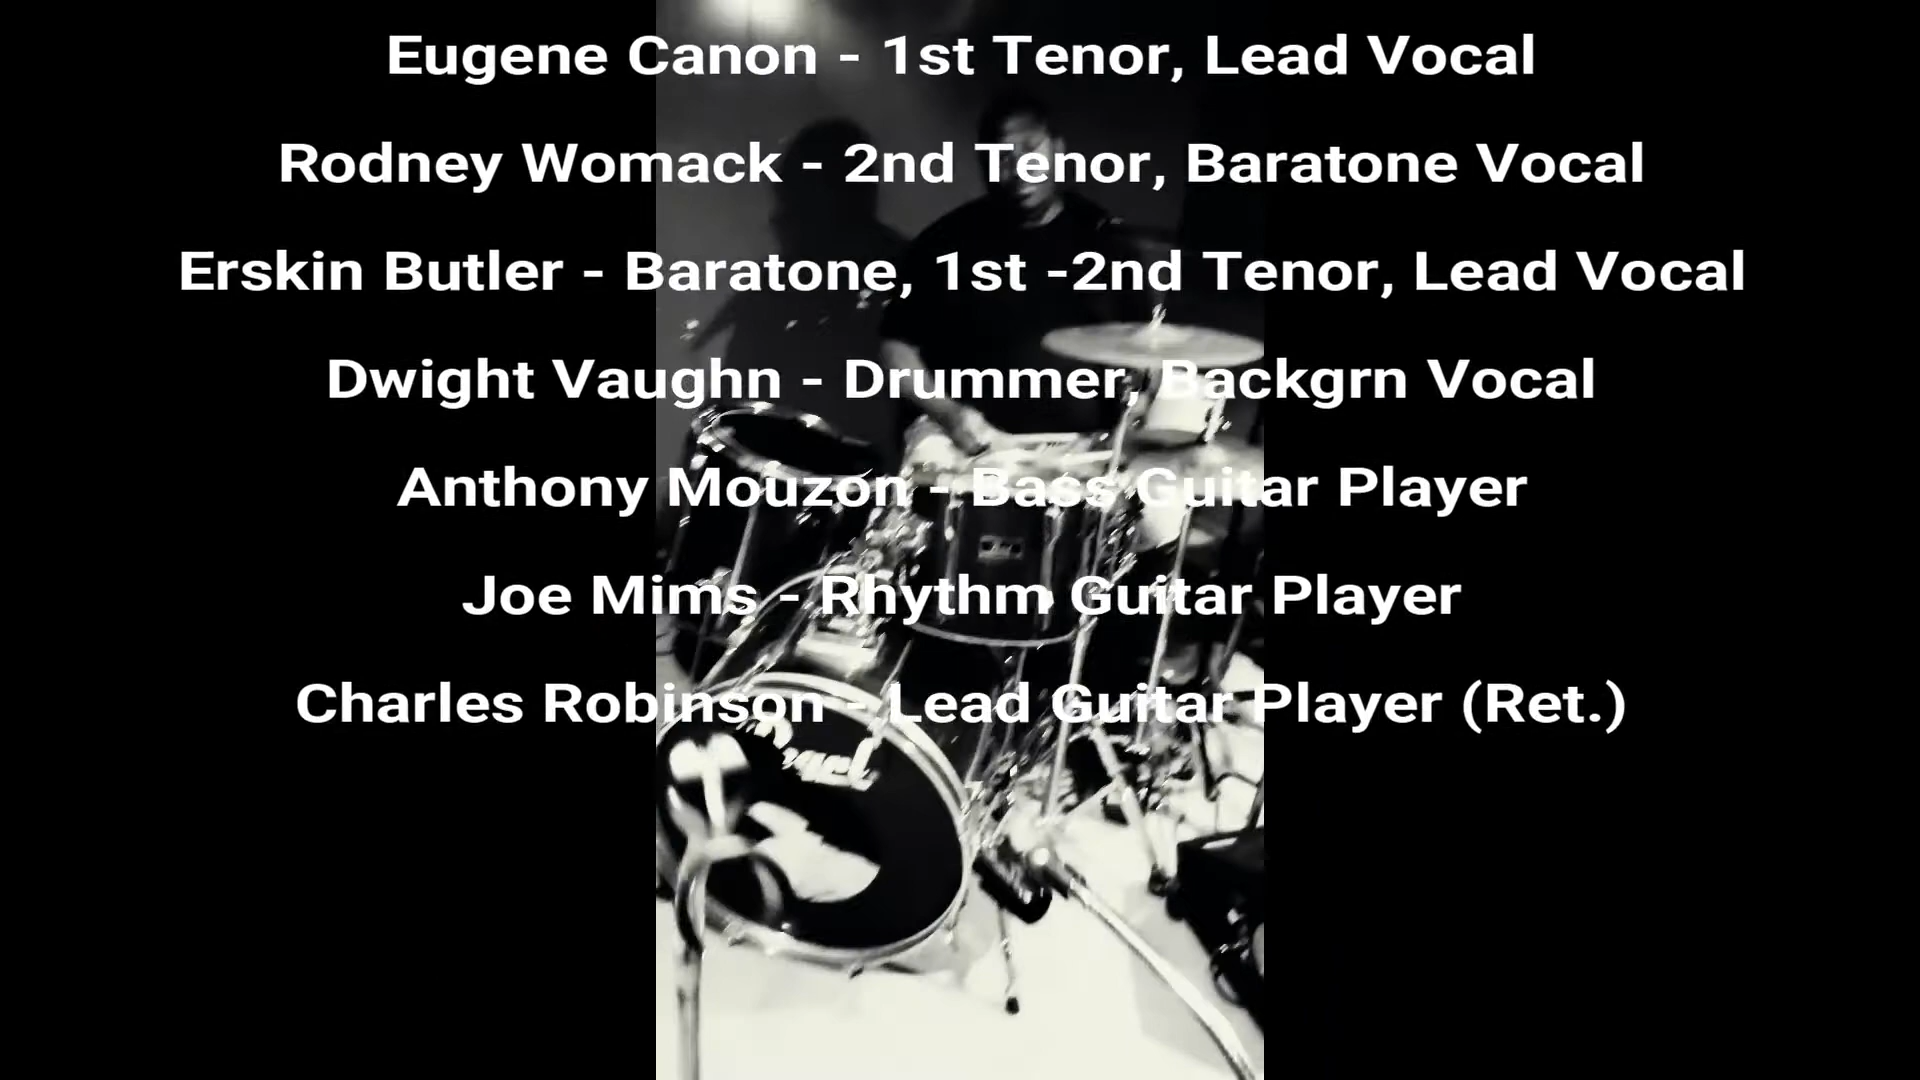 Eugene Canon - 1st Tenor, Lead Vocal
Rodney Womack - 2nd Tenor, Baratone Vocal
Erskin Butler - Baratone, 1st -2nd Tenor, Lead Vocal
Dwight Vaughn - Drummer, Backgrn Vocal
Anthony Mouzon - Bass Guitar Player
Joe Mims - Rhythm Guitar Player
Charles Robinson - Lead Guitar Player (Ret.)